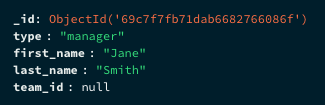 _id: ObjectId('69c7f7fb71dab6682766086f')
type : "manager"
first_name : "Jane"
last_name : "Smith"
team_id : null